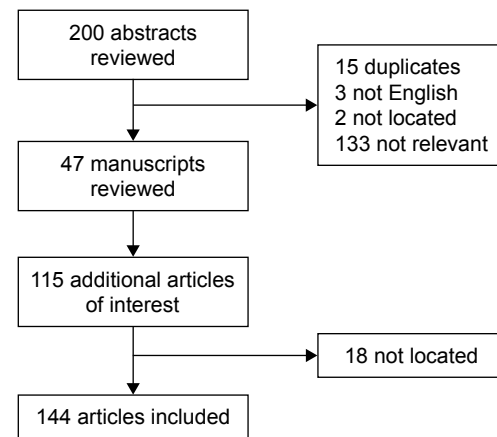 200 abstracts
reviewed
15 duplicates
3 not English
2 not located
133 not relevant
47 manuscripts
reviewed
115 additional articles
of interest
18 not located
144 articles included